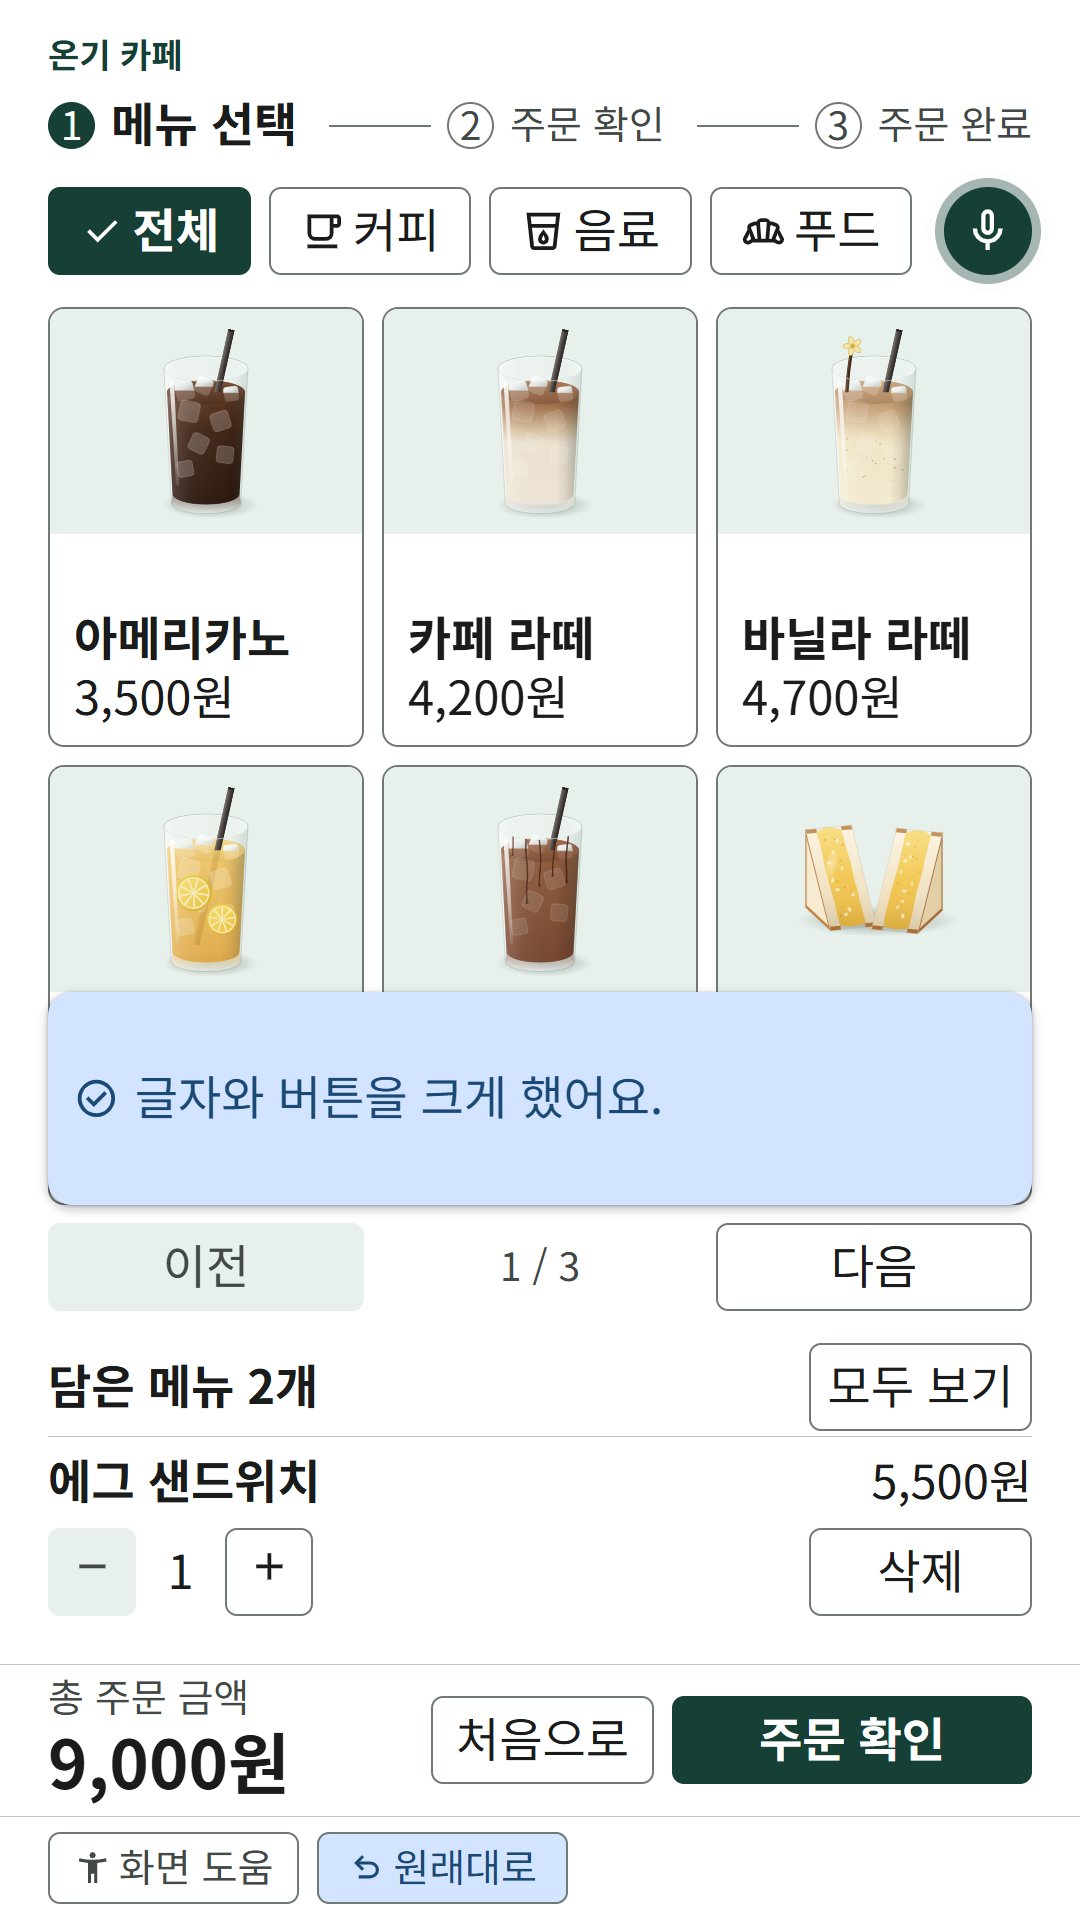 온기 카페
1 메뉴 선택
2 주문 확인
3 주문 완료
전체
커피
음료
푸드
아메리카노
3,500원
카페 라떼
4,200원
바닐라 라떼
4,700원
글자와 버튼을 크게 했어요.
이전
1 / 3
다음
담은 메뉴 2개
모두 보기
에그 샌드위치
5,500원
1
삭제
총 주문 금액
9,000원
처음으로
주문 확인
화면 도움
원래대로